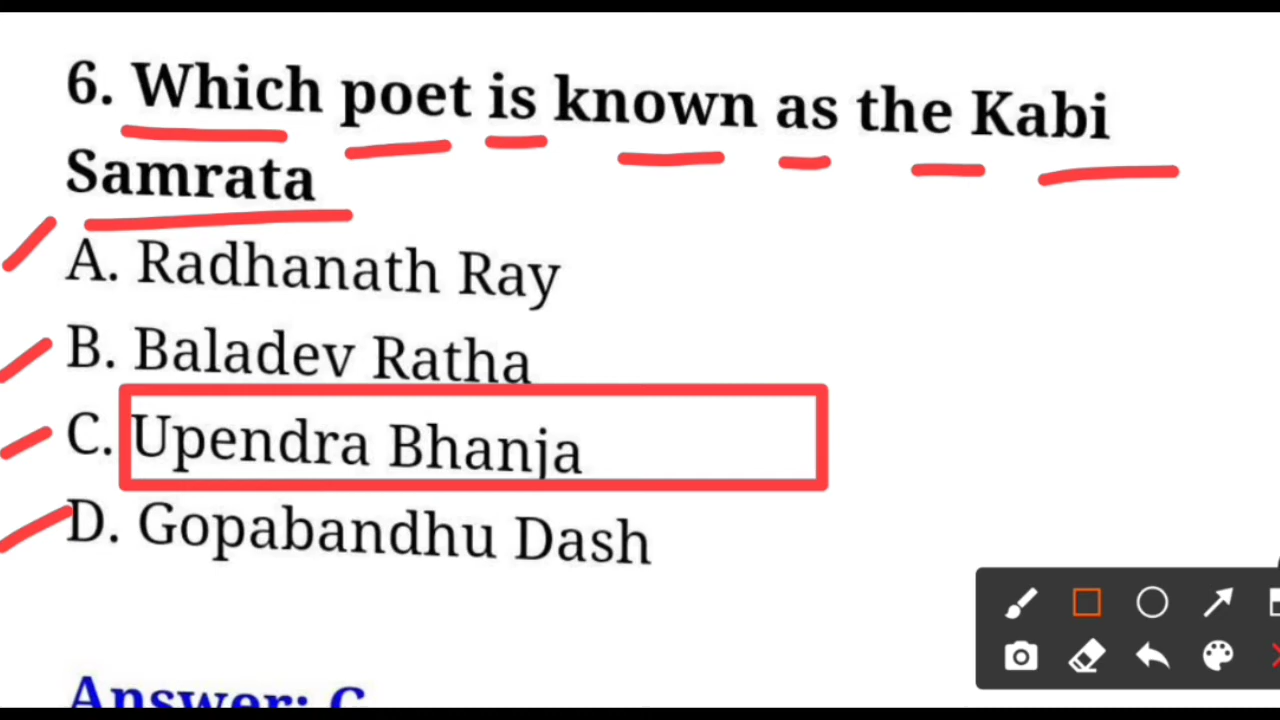 6. Which poet is known as the Kabi
Samrata
A. Radhanath Ray
B. Baladev Ratha
C. Upendra Bhanja
D. Gopabandhu Dash
Answer: C